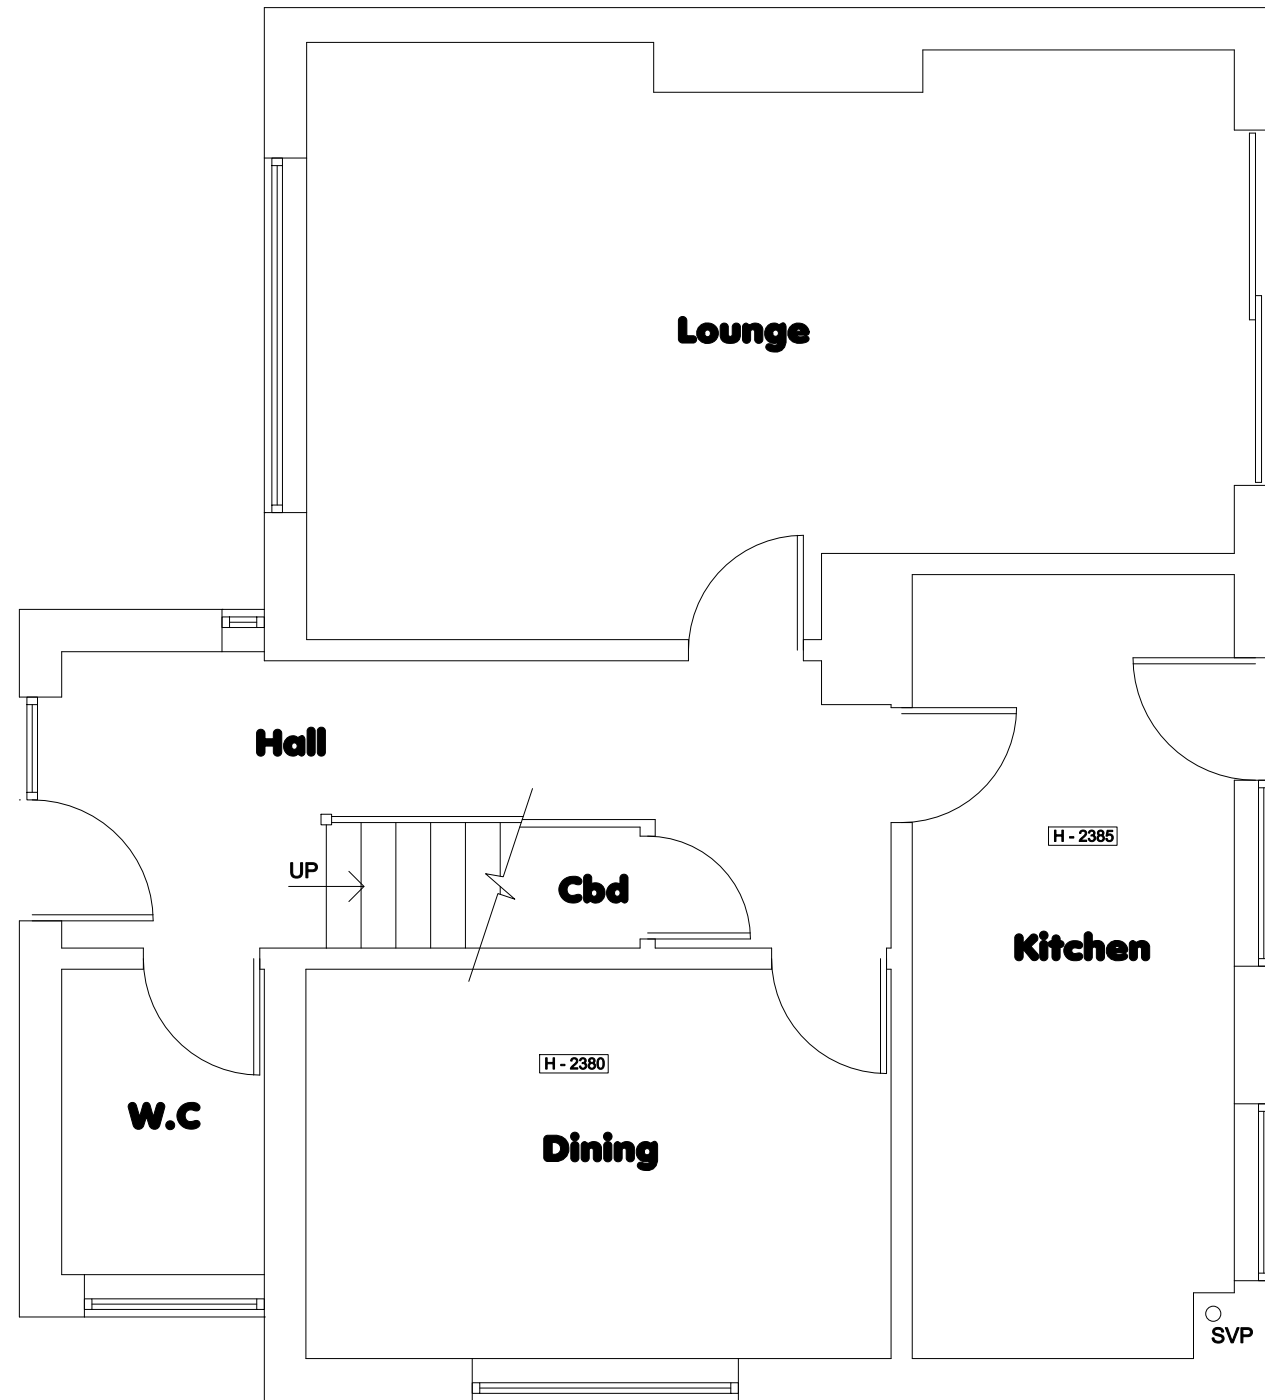 Lounge
Hall
H - 2385
UP
Cbd
Kitchen
H - 2380
W.C
Dining
SVP